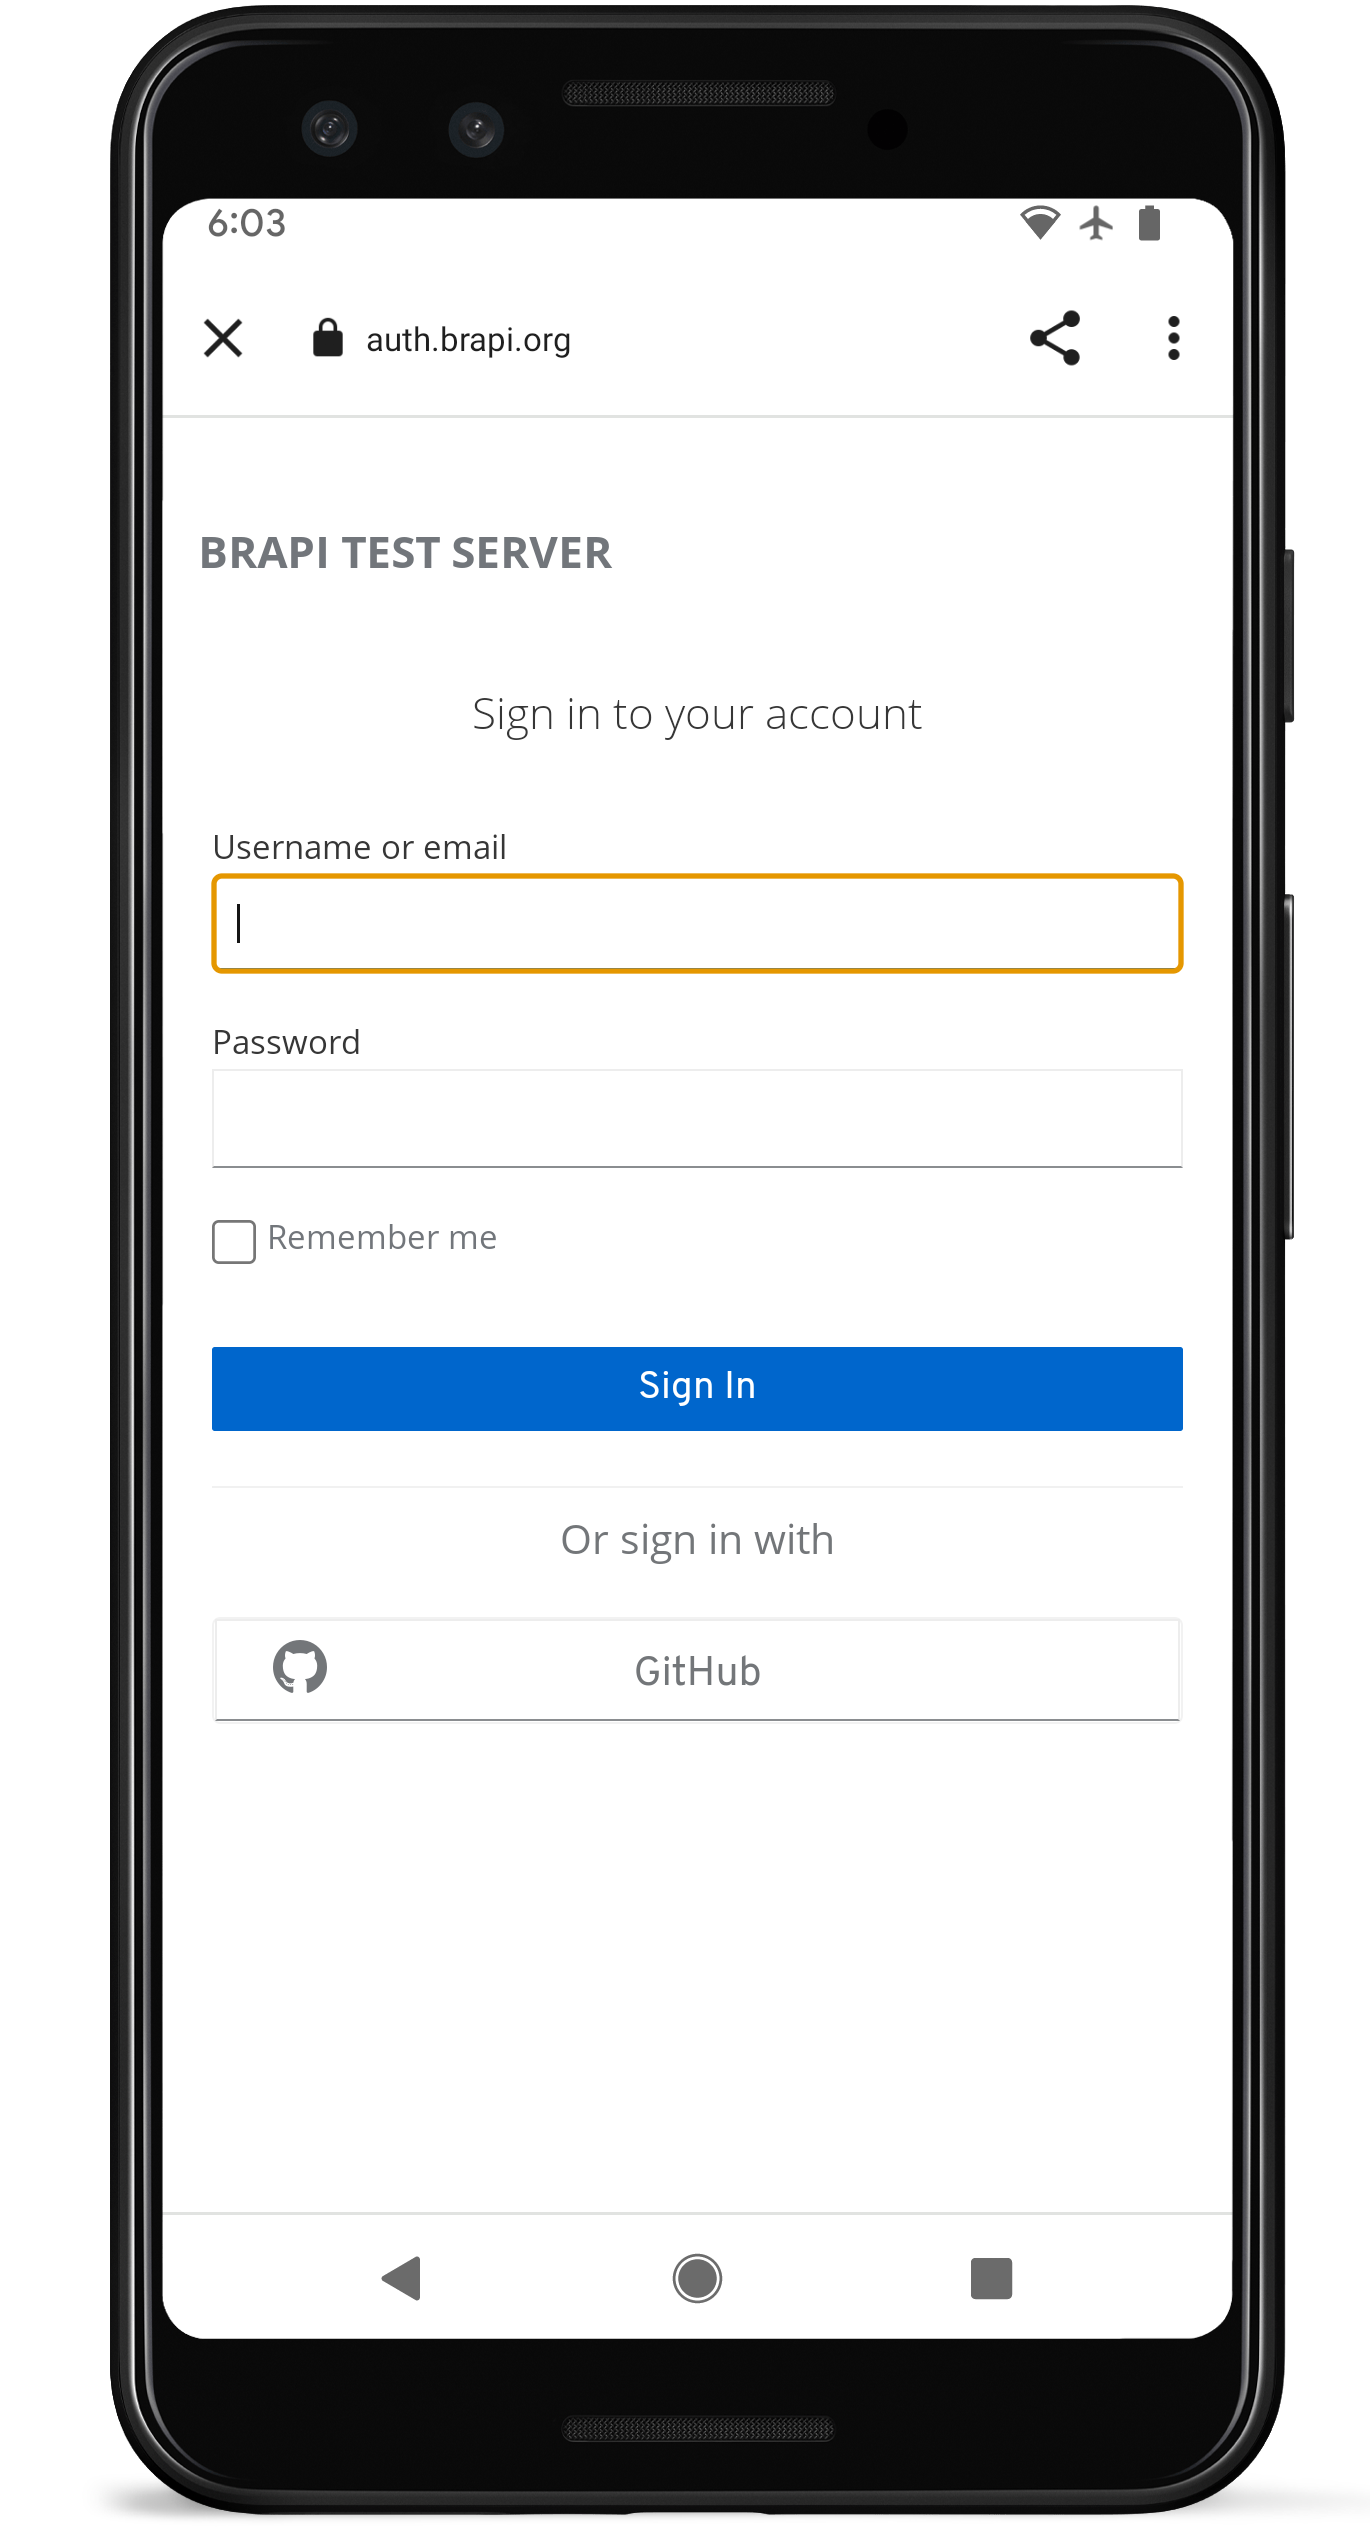 6:03
auth.brapi.org
BRAPI TEST SERVER
Sign in to your account
Username or email
Password
Remember me
Sign In
Or sign in with
GitHub